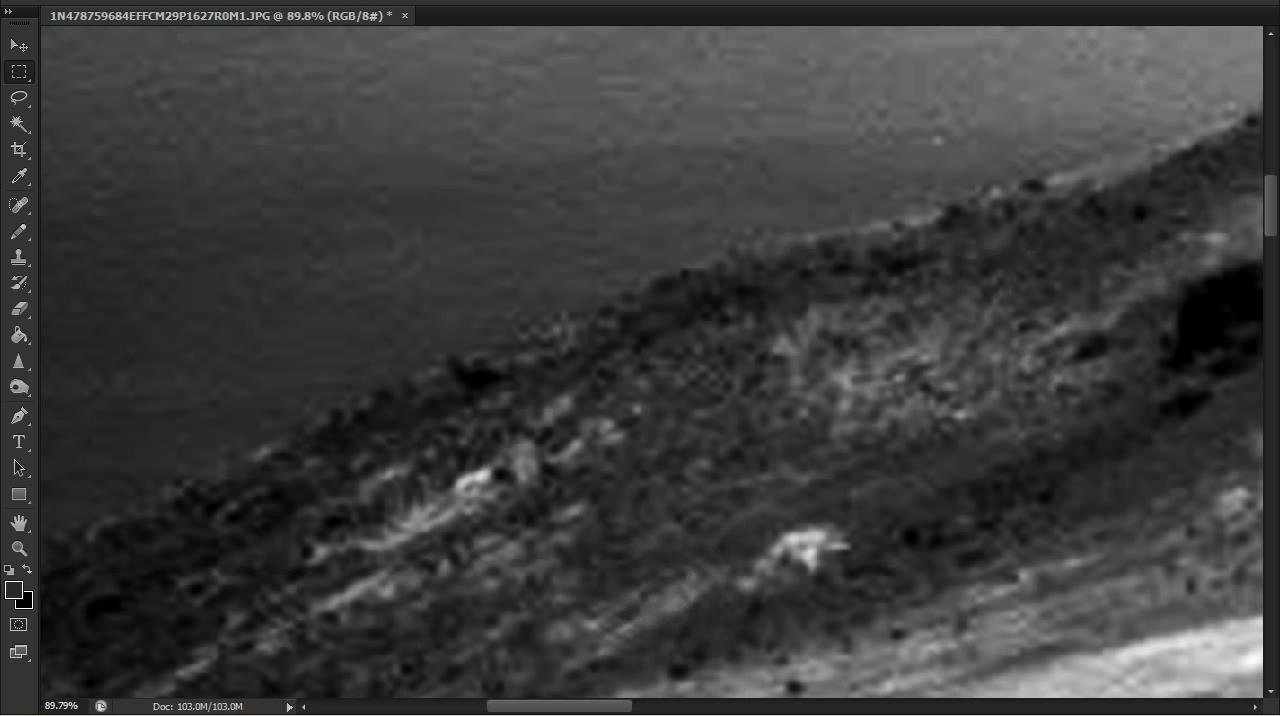 1N478759684EFFCM29P1627R0M1.JPG @ 89.8% (RGB/8#) * ×
T
89.79% Doc: 103.0M/103.0M